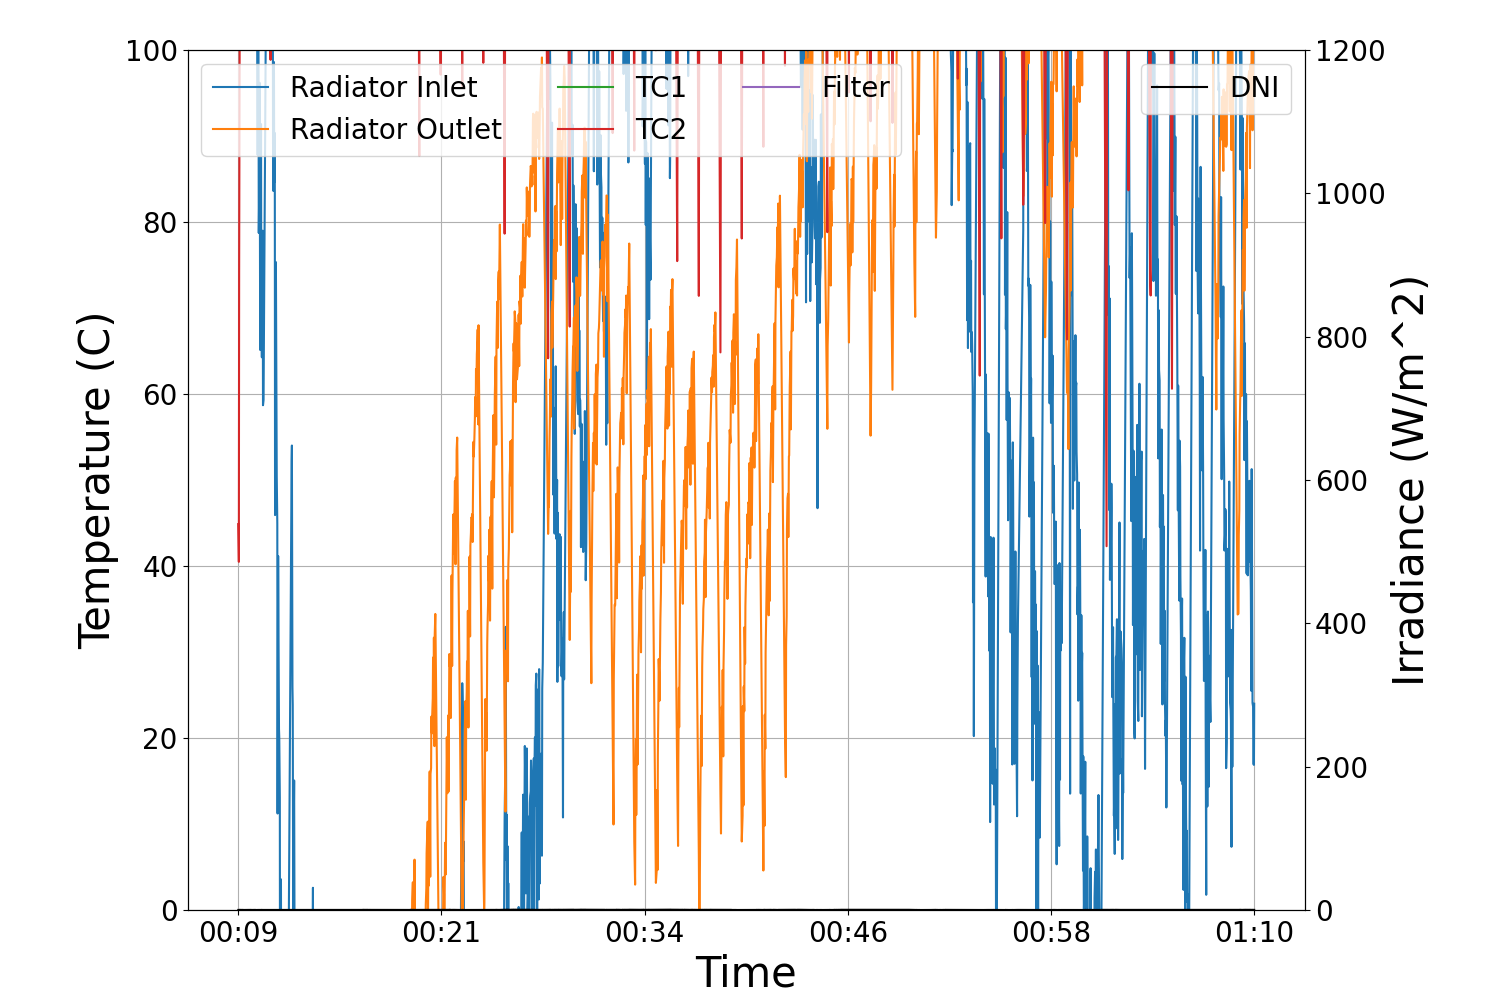 100
80
60
40
20
0
Temperature (C)
Radiator Inlet
Radiator Outlet
TC1
TC2
Filter
DNI
1200
1000
800
600
400
200
0
Irradiance (W/m^2)
00:09 00:21 00:34 00:46 00:58 01:10
Time